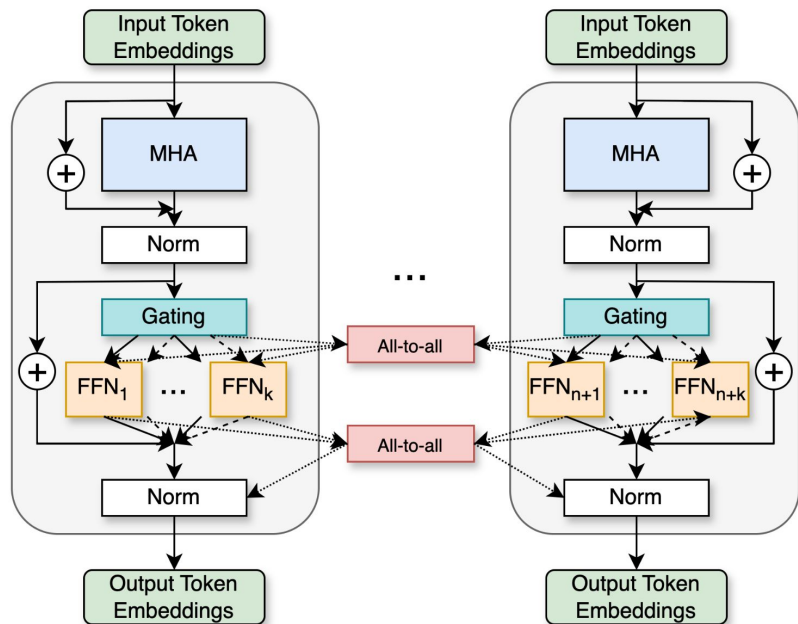 Input Token
Embeddings
MHA
+
Norm
Gating
+
FFN1
...
FFNk
Norm
Output Token
Embeddings
...
All-to-all
All-to-all
Input Token
Embeddings
MHA
+
Norm
Gating
FFNn+1
...
FFNn+k
+
Norm
Output Token
Embeddings